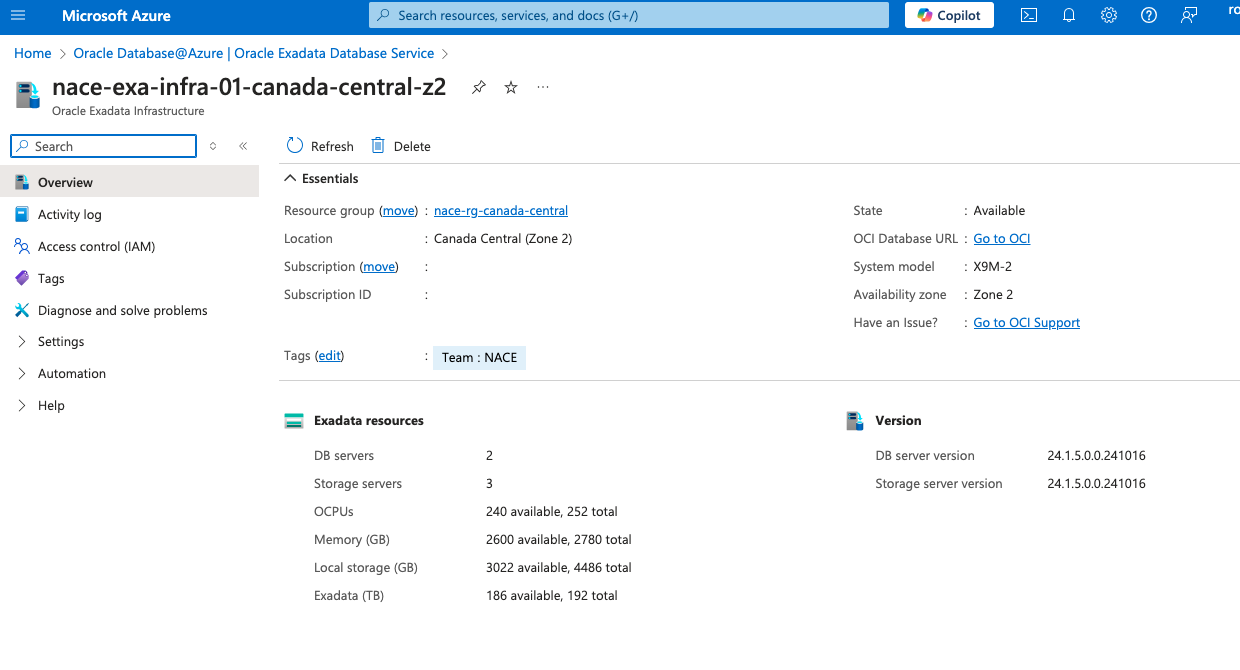 Microsoft Azure
Search resources, services, and docs (G+/)
Copilot
Home > Oracle Database@Azure | Oracle Exadata Database Service >
nace-exa-infra-01-canada-central-z2
Oracle Exadata Infrastructure
Search
Refresh
Delete
Overview
Activity log
Access control (IAM)
Tags
Diagnose and solve problems
Settings
Automation
Help
Essentials
Resource group (move) : nace-rg-canada-central
Location : Canada Central (Zone 2)
Subscription (move) :
Subscription ID :
Tags (edit) : Team : NACE
State : Available
OCI Database URL : Go to OCI
System model : X9M-2
Availability zone : Zone 2
Have an Issue? : Go to OCI Support
Exadata resources
DB servers 2
Storage servers 3
OCPUs 240 available, 252 total
Memory (GB) 2600 available, 2780 total
Local storage (GB) 3022 available, 4486 total
Exadata (TB) 186 available, 192 total
Version
DB server version 24.1.5.0.0.241016
Storage server version 24.1.5.0.0.241016